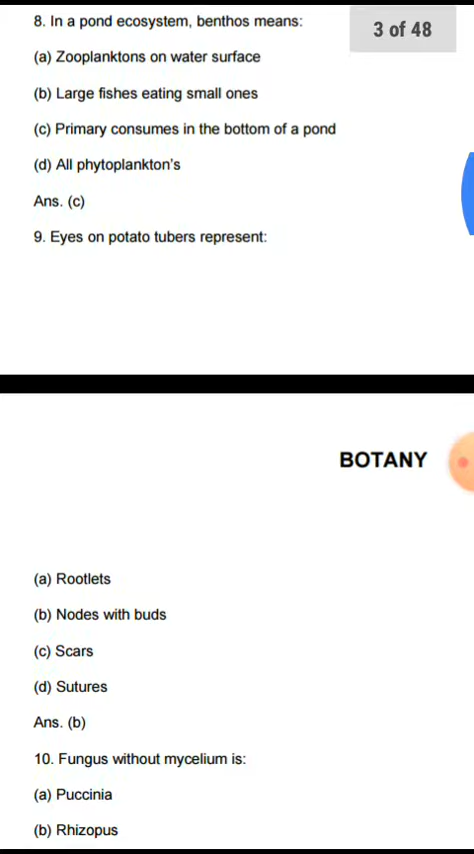 8. In a pond ecosystem, benthos means:
3 of 48
(a) Zooplanktons on water surface
(b) Large fishes eating small ones
(c) Primary consumes in the bottom of a pond
(d) All phytoplankton's
Ans. (c)
9. Eyes on potato tubers represent:
BOTANY
(a) Rootlets
(b) Nodes with buds
(c) Scars
(d) Sutures
Ans. (b)
10. Fungus without mycelium is:
(a) Puccinia
(b) Rhizopus